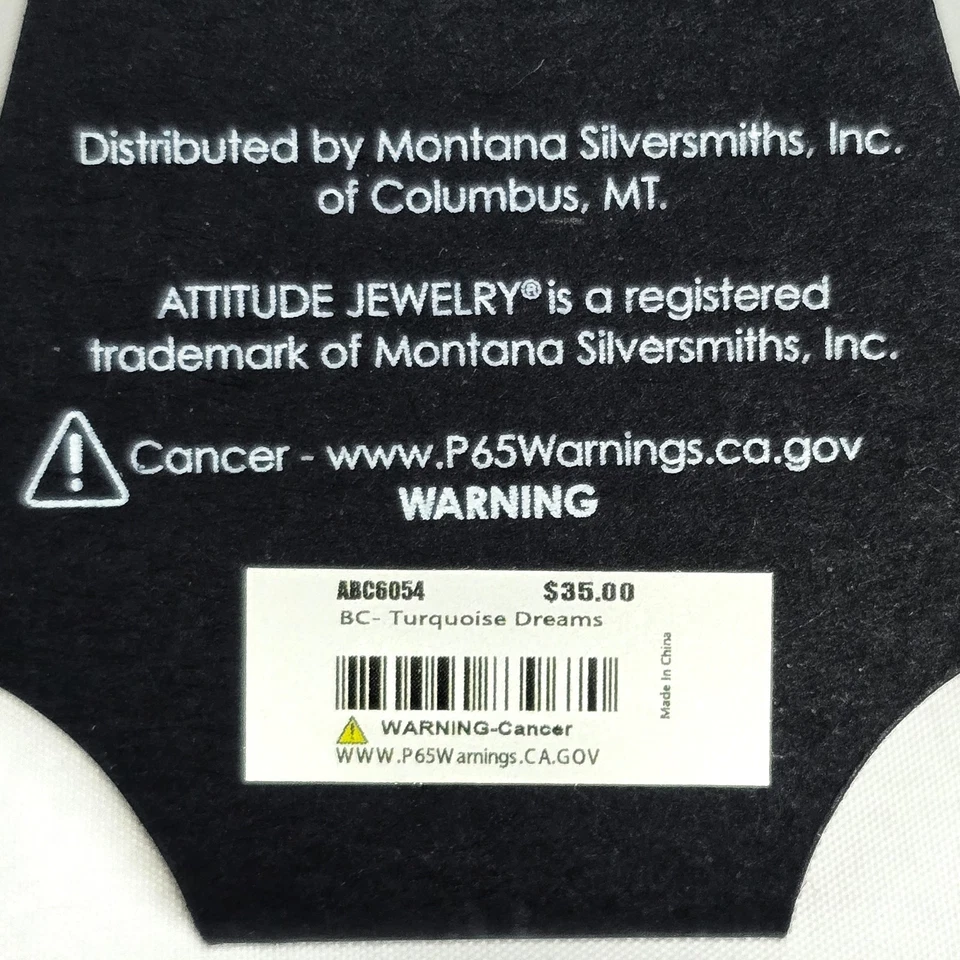 Distributed by Montana Silversmiths, Inc.
of Columbus, MT.
ATTITUDE JEWELRY® is a registered
trademark of Montana Silversmiths, Inc.
Cancer - www.P65Warnings.ca.gov
WARNING
ABC6054 $35.00
BC- Turquoise Dreams
Made In China
WARNING-Cancer
WWW.P65Warnings.CA.GOV